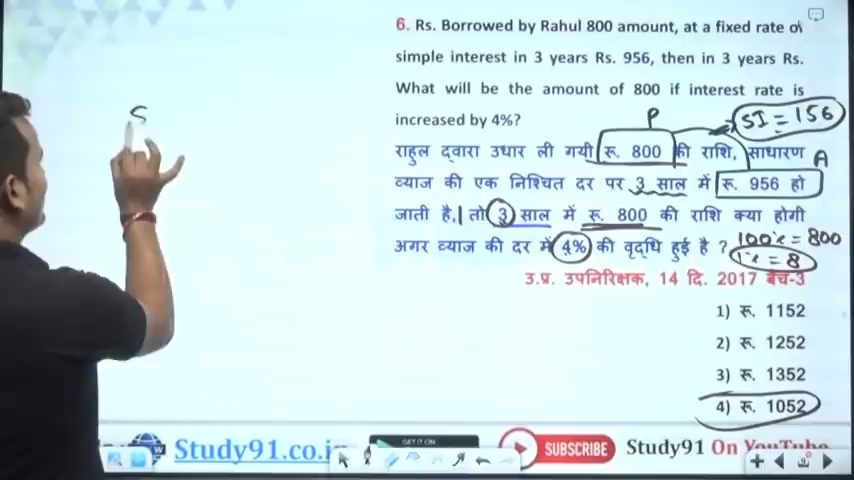 6. Rs. Borrowed by Rahul 800 amount, at a fixed rate of
simple interest in 3 years Rs. 956, then in 3 years Rs.
What will be the amount of 800 if interest rate is
increased by 4%?
P
SI = 156
राहुल द्वारा उधार ली गयी रू. 800 की राशि, साधारण
A
व्याज की एक निश्चित दर पर 3 साल में रू. 956 हो
जाती है, तो 3 साल में रू. 800 की राशि क्या होगी
100% = 800
अगर व्याज की दर में 4% की वृद्धि हुई है ?
1% = 8
उ.प्र. उपनिरिक्षक, 14 दि. 2017 बैच-3
1) रू. 1152
2) रू. 1252
3) रू. 1352
4) रू. 1052
S
Study91.co.in
GET IT ON
SUBSCRIBE
Study91 On YouTube